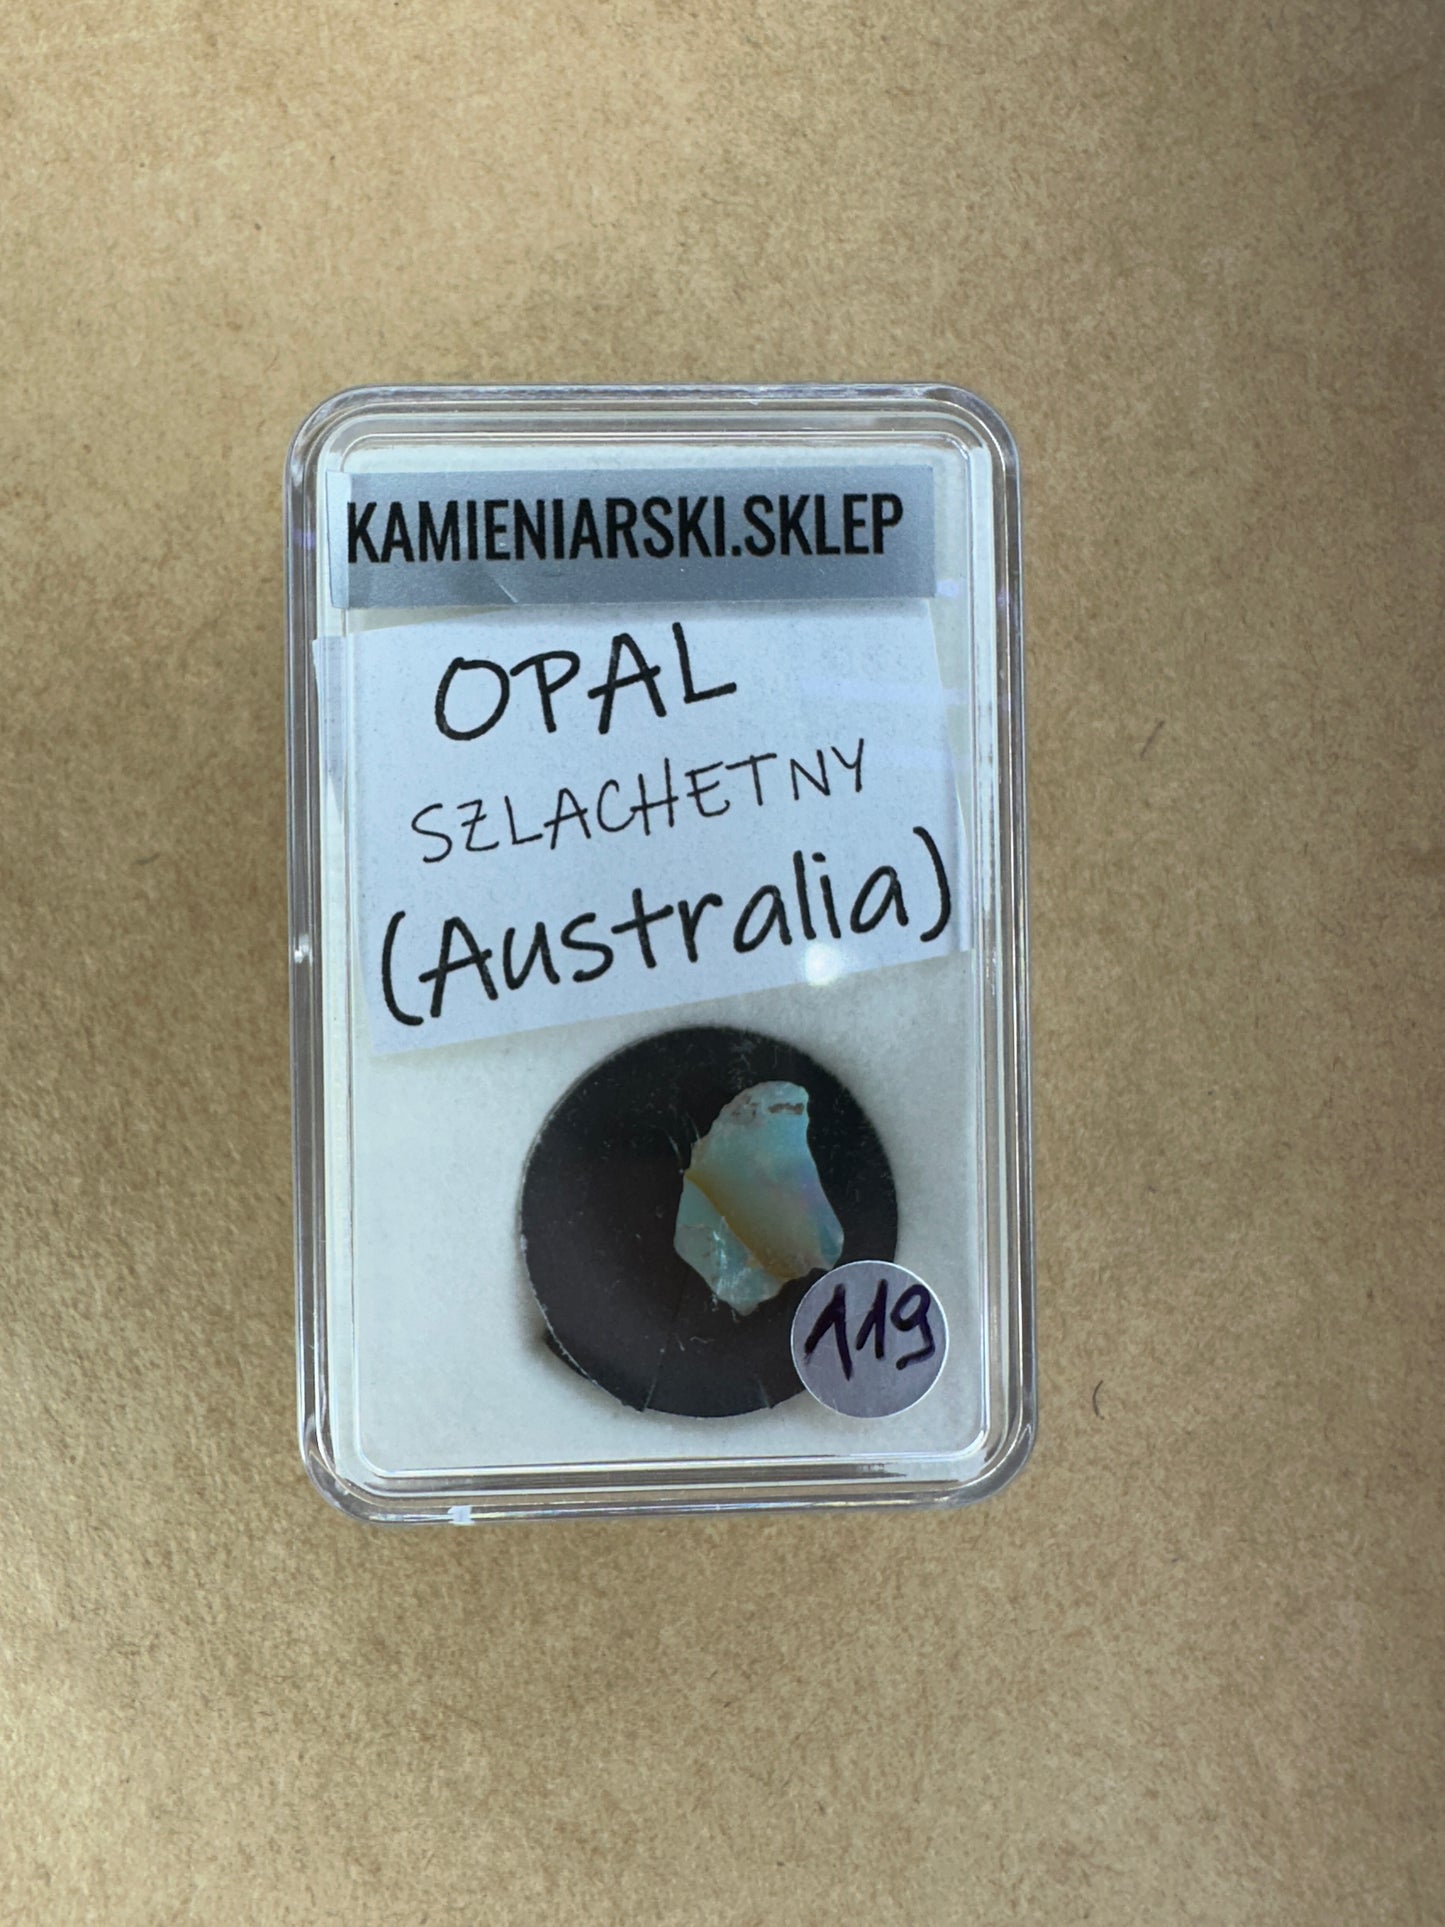 KAMIENIARSKI.SKLEP
OPAL
SZLACHETNY
(Australia)
119